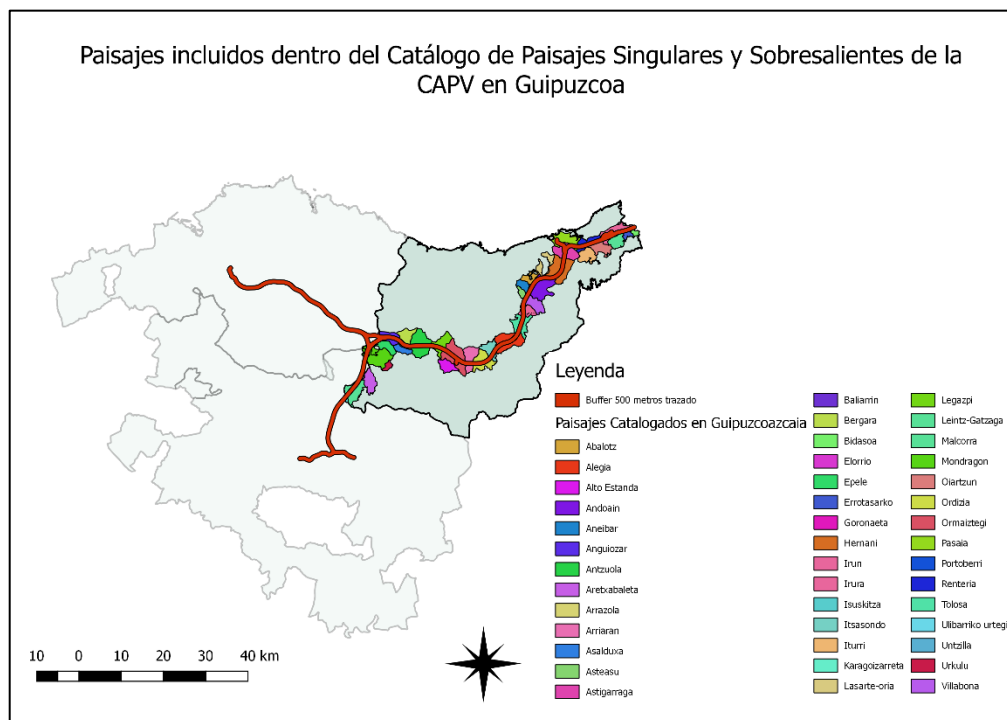 Paisajes incluidos dentro del Catálogo de Paisajes Singulares y Sobresalientes de la
CAPV en Guipuzcoa
Leyenda
Buffer 500 metros trazado
Paisajes Catalogados en Guipuzcoazcaia
Abalotz
Alegia
Alto Estanda
Andoain
Aneibar
Anguiozar
Antzuola
Aretxabaleta
Arrazola
Arriaran
Asalduxa
Asteasu
Astigarraga
Baliarrin
Bergara
Bidasoa
Elorrio
Epele
Errotasarko
Goronaeta
Hernani
Irun
Irura
Isuskitza
Itsasondo
Iturri
Karagoizarreta
Lasarte-oria
Legazpi
Leintz-Gatzaga
Malcorra
Mondragon
Oiartzun
Ordizia
Ormaiztegi
Pasaia
Portoberri
Renteria
Tolosa
Ulibarriko urtegi
Untzilla
Urkulu
Villabona
10 0 10 20 30 40 km